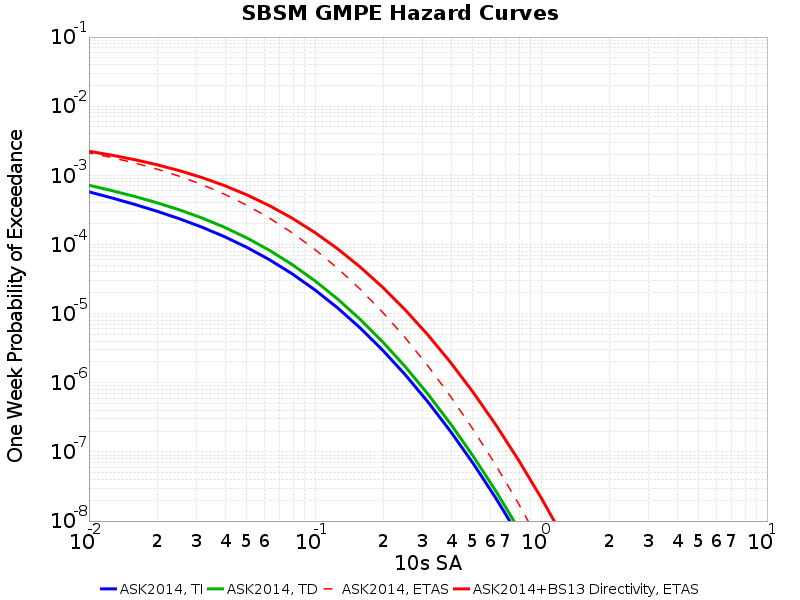 SBSM GMPE Hazard Curves
One Week Probability of Exceedance
10-1
10-2
10-3
10-4
10-5
10-6
10-7
10-8
10-2 2 3 4 5 6 10-1 2 3 4 5 6 7 100 2 3 4 5 6 7 101
10s SA
ASK2014, TI ASK2014, TD ASK2014, ETAS ASK2014+BS13 Directivity, ETAS